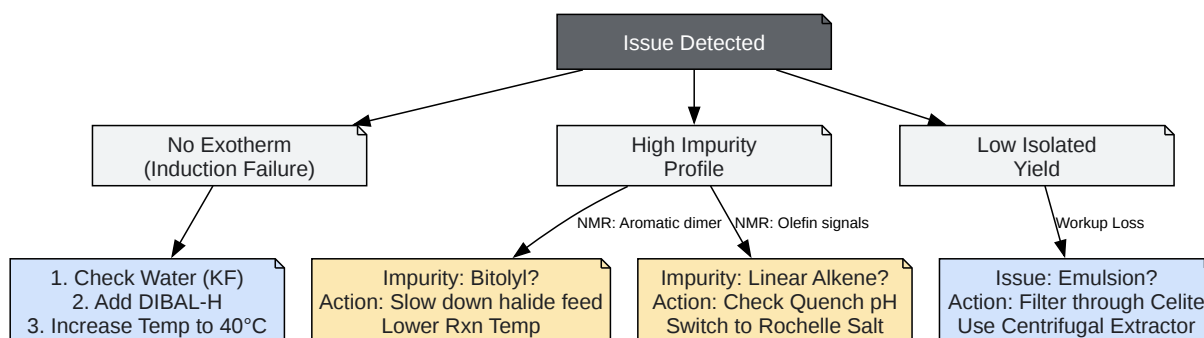 Issue Detected
No Exotherm
(Induction Failure)
High Impurity
Profile
Low Isolated
Yield
NMR: Aromatic dimer
NMR: Olefin signals
Workup Loss
1. Check Water (KF)
2. Add DIBAL-H
3. Increase Temp to 40°C
Impurity: Bitolyl?
Action: Slow down halide feed
Lower Rxn Temp
Impurity: Linear Alkene?
Action: Check Quench pH
Switch to Rochelle Salt
Issue: Emulsion?
Action: Filter through Celite
Use Centrifugal Extractor